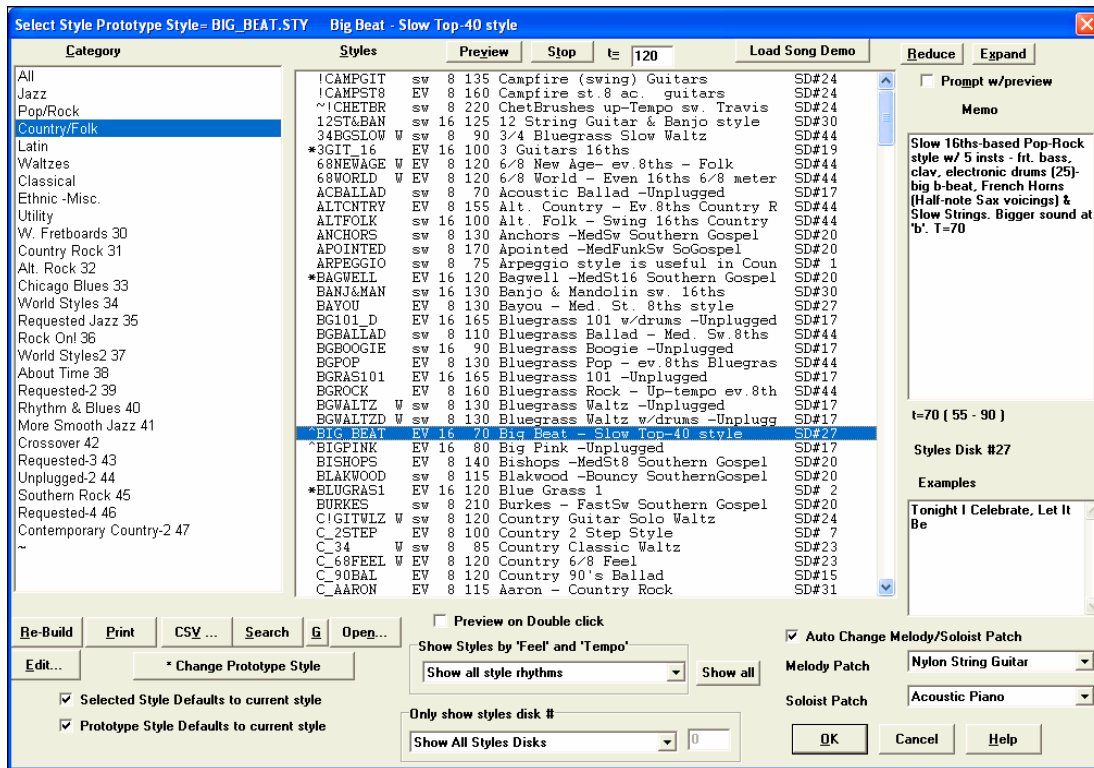 Select Style Prototype Style= BIG_BEAT.STY Big Beat - Slow Top-40 style
Category
All
Jazz
Pop/Rock
Country/Folk
Latin
Waltzes
Classical
Ethnic -Misc.
Utility
W. Fretboards 30
Country Rock 31
Alt. Rock 32
Chicago Blues 33
World Styles 34
Requested Jazz 35
Rock On! 36
World Styles2 37
About Time 38
Requested-2 39
Rhythm & Blues 40
More Smooth Jazz 41
Crossover 42
Requested-3 43
Unplugged-2 44
Southern Rock 45
Requested-4 46
Contemporary Country-2 47
~
Styles Preview Stop t= 120 Load Song Demo
!CAMPGIT sw 8 135 Campfire (swing) Guitars SD#24
!CAMPST8 EV 8 160 Campfire st.8 ac. guitars SD#24
~!CHETBR sw 8 220 ChetBrushes up-Tempo sw. Travis SD#24
12ST&BAN sw 16 125 12 String Guitar & Banjo style SD#30
34BGSLOW W sw 8 90 3/4 Bluegrass Slow Waltz SD#44
*3GIT_16 EV 16 100 3 Guitars 16ths SD#19
68NEWAGE W EV 8 120 6/8 New Age- ev.8ths - Folk SD#44
68WORLD W EV 8 120 6/8 World - Even 16ths 6/8 meter SD#44
ACBALLAD sw 8 70 Acoustic Ballad -Unplugged SD#17
ALTCNTRY EV 8 155 Alt. Country - Ev.8ths Country R SD#44
ALTFOLK sw 16 100 Alt. Folk - Swing 16ths Country SD#44
ANCHORS sw 8 130 Anchors -MedSw Southern Gospel SD#20
APOINTED sw 8 170 Apointed -MedFunkSw SoGospel SD#20
ARPEGGIO sw 8 75 Arpeggio style is useful in Coun SD# 1
*BAGWELL EV 16 120 Bagwell -MedSt16 Southern Gospel SD#20
BANJ&MAN sw 16 130 Banjo & Mandolin sw. 16ths SD#30
BAYOU EV 8 130 Bayou - Med. St. 8ths style SD#27
BG101_D EV 16 165 Bluegrass 101 w/drums -Unplugged SD#17
BGBALLAD sw 8 110 Bluegrass Ballad - Med. Sw.8ths SD#44
BGBOOGIE sw 16 90 Bluegrass Boogie -Unplugged SD#17
BGPOP EV 8 130 Bluegrass Pop - ev.8ths Bluegras SD#44
BGRAS101 EV 16 165 Bluegrass 101 -Unplugged SD#17
BGROCK EV 8 160 Bluegrass Rock - Up-tempo ev.8th SD#44
BGWALTZ W sw 8 130 Bluegrass Waltz -Unplugged SD#17
BGWALTZD W sw 8 130 Bluegrass Waltz w/drums -Unplugg SD#17
^BIG_BEAT EV 16 70 Big Beat - Slow Top-40 style SD#27
^BIGPINK EV 16 80 Big Pink -Unplugged SD#17
BISHOPS EV 8 140 Bishops -MedSt8 Southern Gospel SD#20
BLAKWOOD sw 8 115 Blakwood -Bouncy SouthernGospel SD#20
*BLUGRAS1 EV 16 120 Blue Grass 1 SD# 2
BURKES sw 8 210 Burkes - FastSw Southern Gospel SD#20
C!GITWLZ W sw 8 120 Country Guitar Solo Waltz SD#24
C_2STEP EV 8 100 Country 2 Step Style SD# 7
C_34 W sw 8 85 Country Classic Waltz SD#23
C_68FEEL W EV 8 120 Country 6/8 Feel SD#23
C_90BAL EV 8 120 Country 90's Ballad SD#15
C_AARON EV 8 115 Aaron - Country Rock SD#31
Reduce Expand
Prompt w/preview
Memo
Slow 16ths-based Pop-Rock
style w/ 5 insts - frt. bass,
clav, electronic drums (25)-
big b-beat, French Horns
(Half-note Sax voicings) &
Slow Strings. Bigger sound at
'b'. T=70
t=70 ( 55 - 90 )
Styles Disk #27
Examples
Tonight I Celebrate, Let It
Be
Re-Build Print CSV ... Search G Open...
Edit... * Change Prototype Style
Selected Style Defaults to current style
Prototype Style Defaults to current style
Preview on Double click
Show Styles by 'Feel' and 'Tempo'
Show all style rhythms Show all
Only show styles disk #
Show All Styles Disks 0
Auto Change Melody/Soloist Patch
Melody Patch Nylon String Guitar
Soloist Patch Acoustic Piano
OK Cancel Help